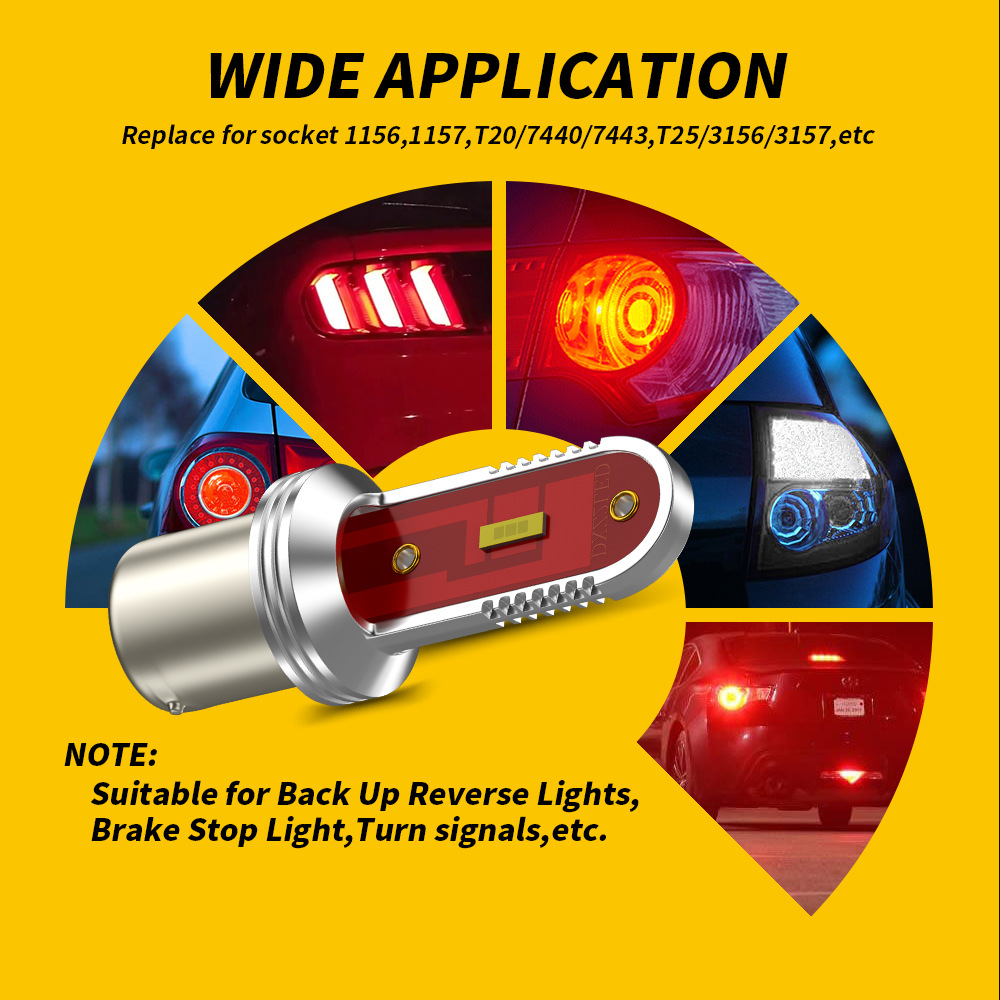 WIDE APPLICATION
Replace for socket 1156,1157,T20/7440/7443,T25/3156/3157,etc
NOTE:
Suitable for Back Up Reverse Lights,
Brake Stop Light,Turn signals,etc.